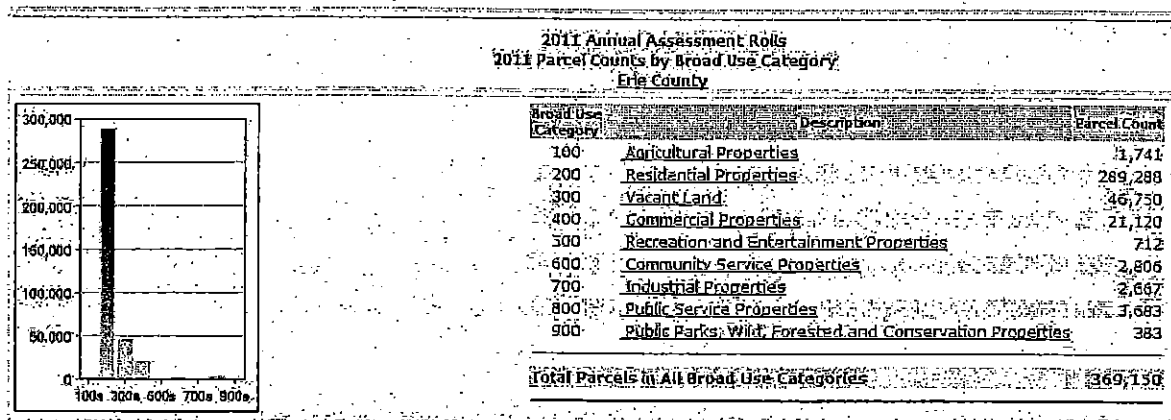 2011 Annual Assessment Rolls
2011 Parcel Counts by Broad Use Category
Erie County
300,000
250,000
200,000
150,000
100,000
50,000
0
100s 300s 500s 700s 900s
Broad Use Category Description Parcel Count
100 Agricultural Properties 1,741
200 Residential Properties 289,288
300 Vacant Land 46,750
400 Commercial Properties 21,120
500 Recreation and Entertainment Properties 712
600 Community Service Properties 2,806
700 Industrial Properties 2,667
800 Public Service Properties 3,683
900 Public Parks, Wild, Forested and Conservation Properties 383
Total Parcels in All Broad Use Categories 369,150